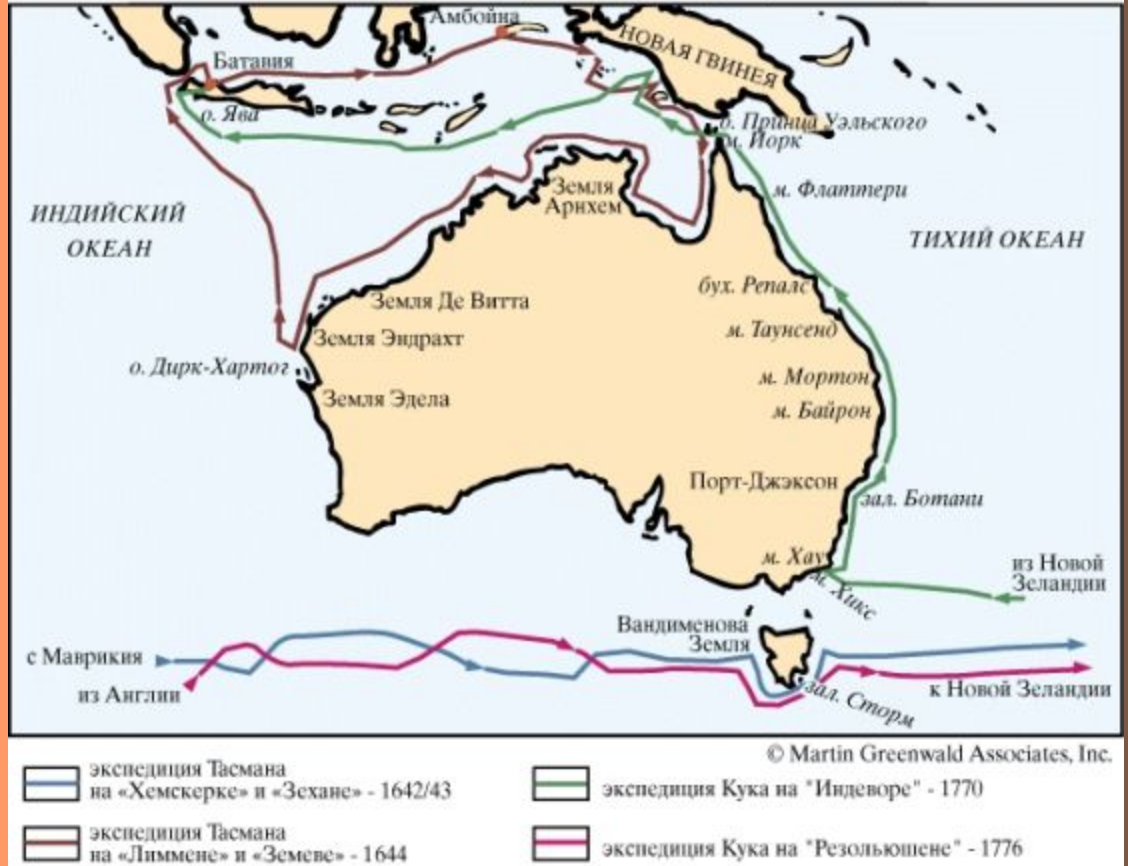 Амбойна
НОВАЯ ГВИНЕЯ
Батавия
о. Ява
о. Принца Уэльского
м. Йорк
Земля
Арнхем
м. Флаттери
ИНДИЙСКИЙ
ОКЕАН
ТИХИЙ ОКЕАН
бух. Репалс
Земля Де Витта
м. Таунсенд
Земля Эндрахт
о. Дирк-Хартог
м. Мортон
Земля Эдела
м. Байрон
Порт-Джэксон
зал. Ботани
м. Хау
м. Хикс
из Новой
Зеландии
Вандименова
Земля
с Маврикия
из Англии
зал. Сторм
к Новой Зеландии
© Martin Greenwald Associates, Inc.
экспедиция Тасмана
на «Хемскерке» и «Зехане» - 1642/43
экспедиция Кука на "Индеворе" - 1770
экспедиция Тасмана
на «Лиммене» и «Земеве» - 1644
экспедиция Кука на "Резольюшене" - 1776